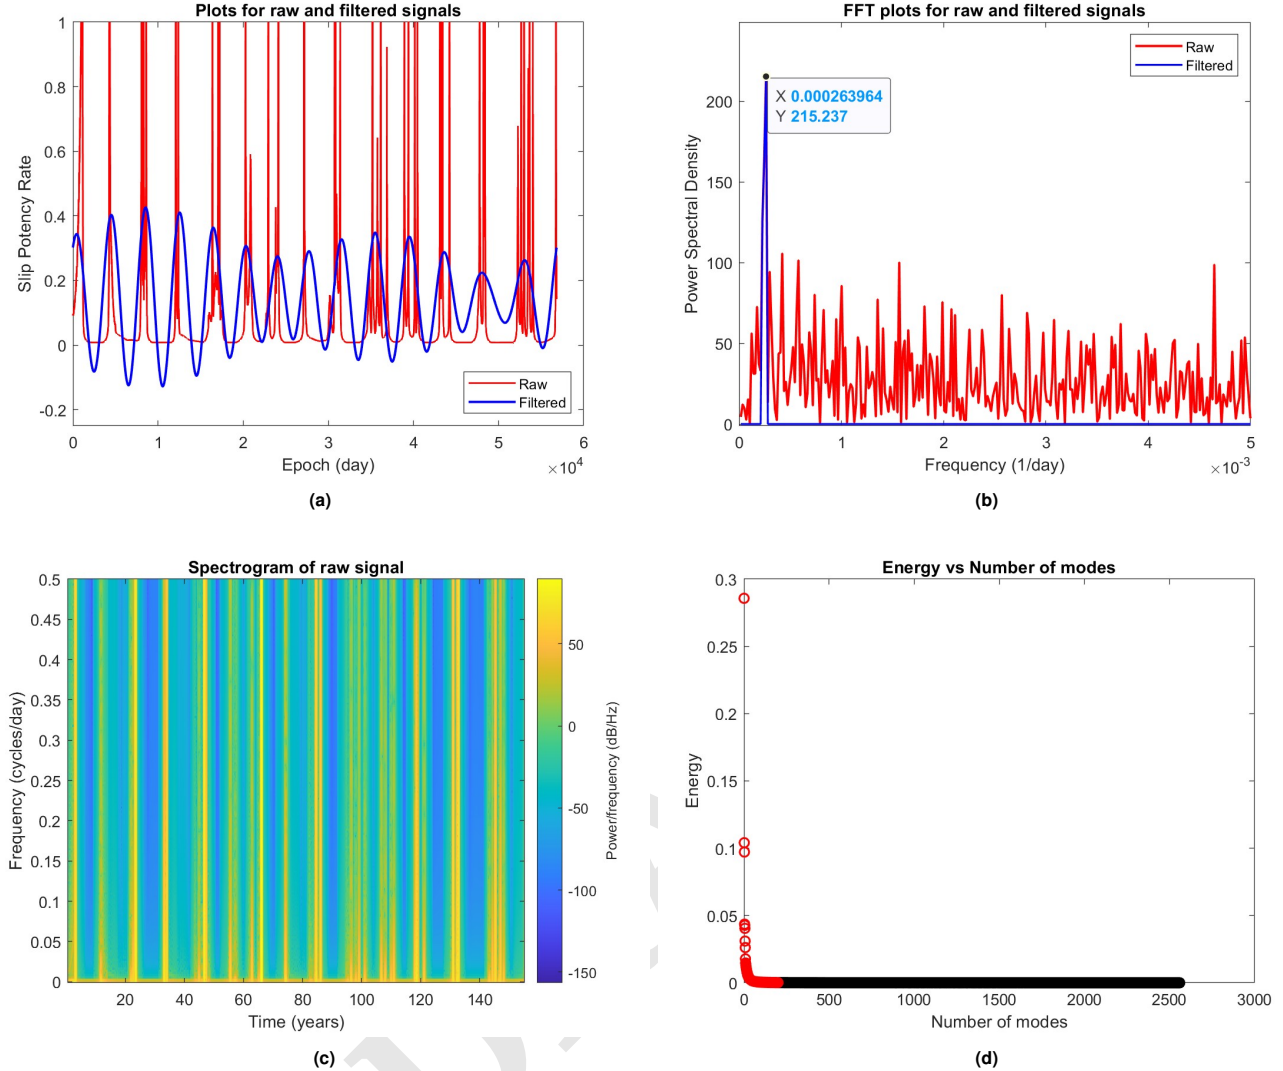 Plots for raw and filtered signals
1
0.8
0.6
0.4
0.2
0
-0.2
Slip Potency Rate
Raw
Filtered
0 1 2 3 4 5 6
Epoch (day)
×10⁴
(a)
FFT plots for raw and filtered signals
Raw
Filtered
X 0.000263964
Y 215.237
200
150
100
50
0
Power Spectral Density
0 1 2 3 4 5
Frequency (1/day)
×10⁻³
(b)
Spectrogram of raw signal
0.5
0.45
0.4
0.35
0.3
0.25
0.2
0.15
0.1
0.05
0
Frequency (cycles/day)
20 40 60 80 100 120 140
Time (years)
50
0
-50
-100
-150
Power/frequency (dB/Hz)
(c)
Energy vs Number of modes
0.3
0.25
0.2
0.15
0.1
0.05
0
Energy
0 500 1000 1500 2000 2500 3000
Number of modes
(d)